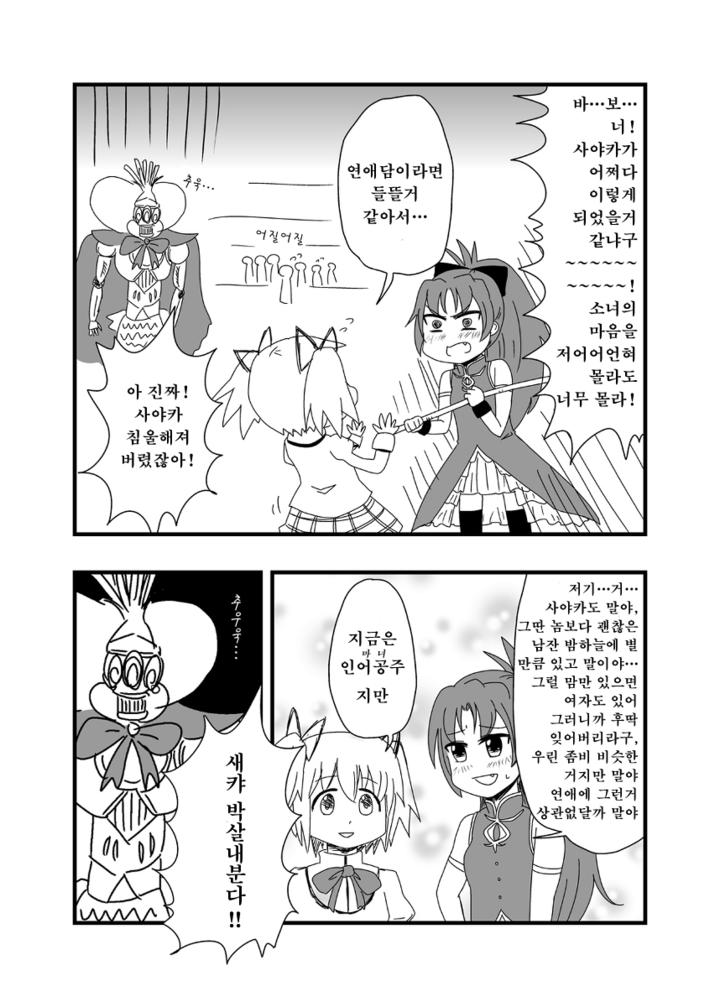 바…보…
너!
사야카가
어쩌다
이렇게
되었을거
같냐구
~~~~~~
~~~~~!
소녀의
마음을
저어어언혀
몰라도
너무 몰라!
연애담이라면
들뜰거
같아서…
추욱…
어질어질
아 진짜!
사야카
침울해져
버렸잖아!
저기…거…
사야카도 말야,
그딴 놈보다 괜찮은
남잔 밤하늘에 별
만큼 있고 말이야…
그럴 맘만 있으면
여자도 있어
그러니까 후딱
잊어버리라구,
우린 좀비 비슷한
거지만 말야
연애에 그런거
상관없달까 말야
지금은
마녀
인어공주
지만
추우욱…
새캬 박살내분다!!